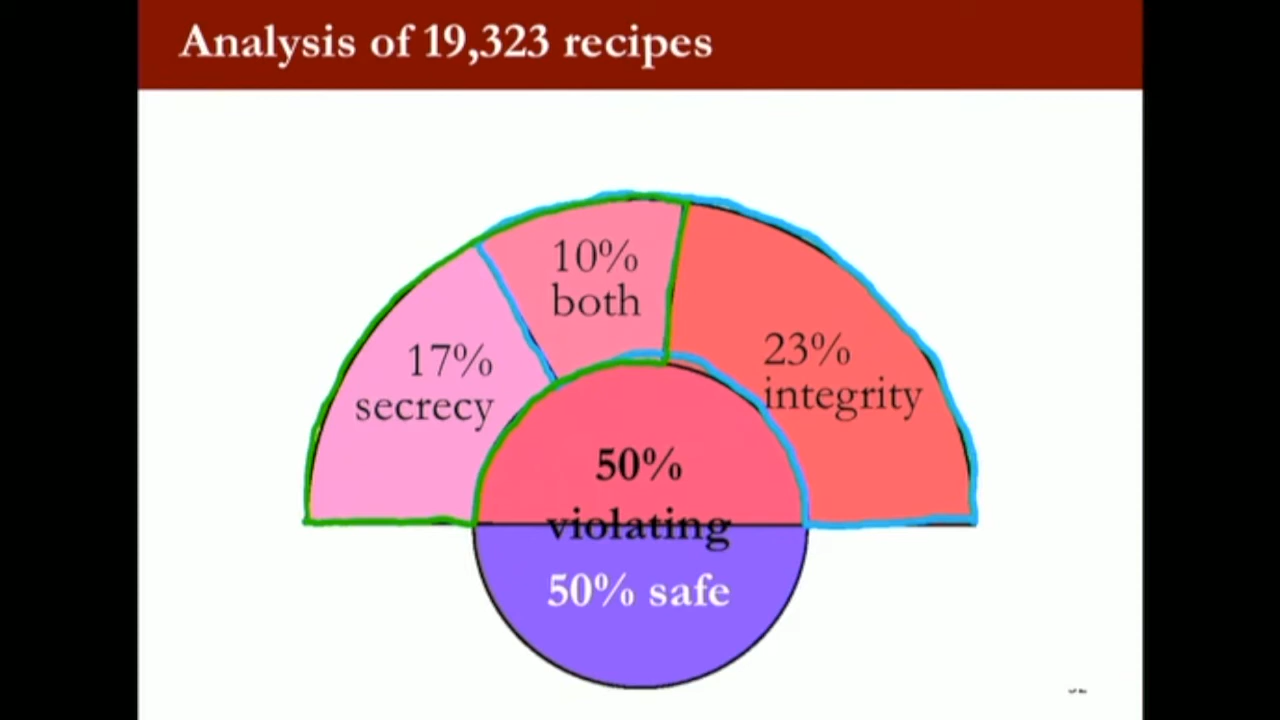 Analysis of 19,323 recipes
10%
both
17%
secrecy
23%
integrity
50%
violating
50% safe